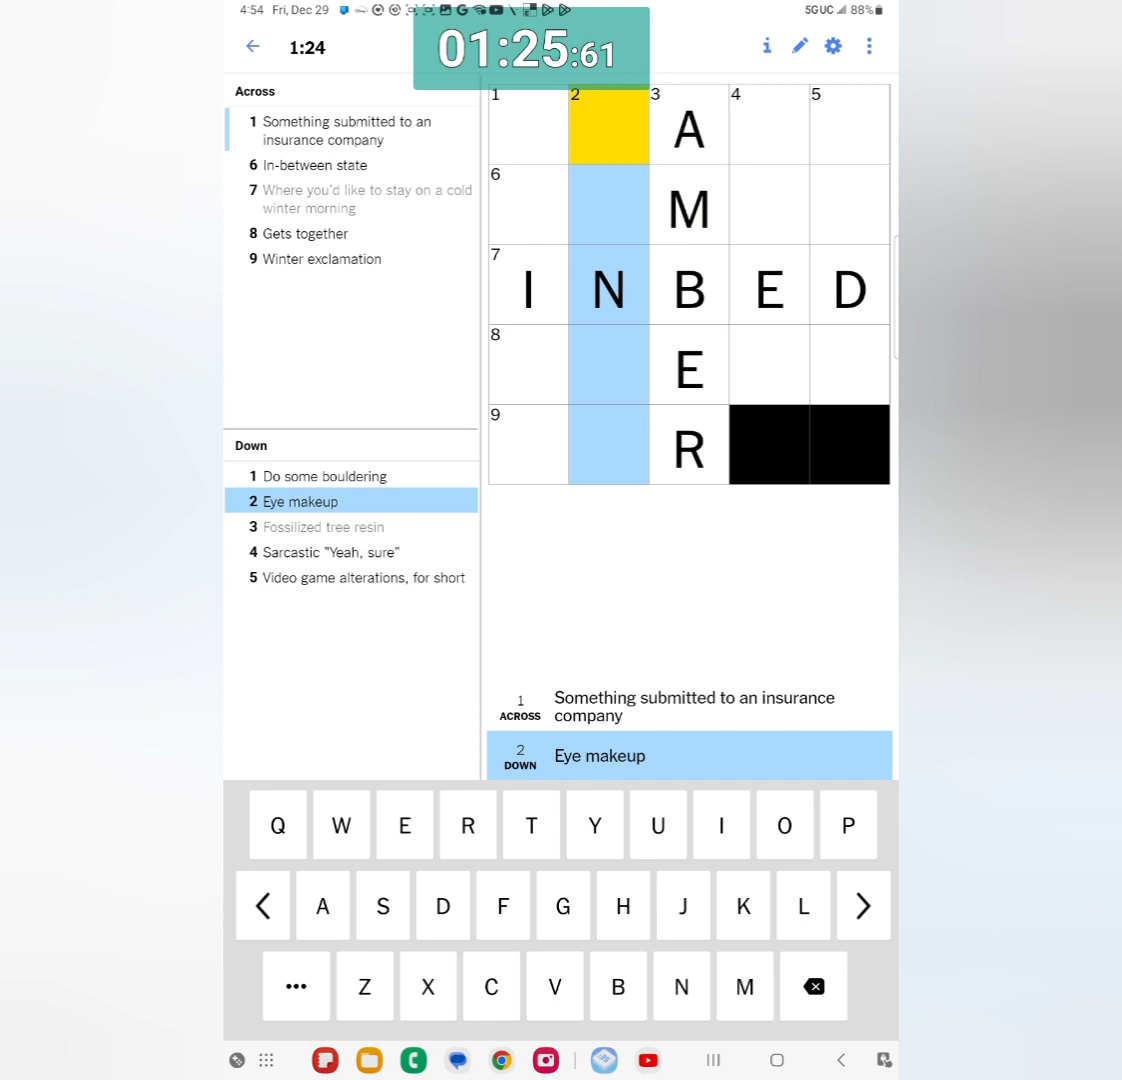 4:54 Fri, Dec 29
5G UC 88%
1:24
01:25:61
Across
1 Something submitted to an
insurance company
6 In-between state
7 Where you'd like to stay on a cold
winter morning
8 Gets together
9 Winter exclamation
Down
1 Do some bouldering
2 Eye makeup
3 Fossilized tree resin
4 Sarcastic "Yeah, sure"
5 Video game alterations, for short
1 2 3 4 5
A
6
M
7
I N B E D
8
E
9
R
1 ACROSS Something submitted to an insurance
company
2 DOWN Eye makeup
Q W E R T Y U I O P
A S D F G H J K L
Z X C V B N M